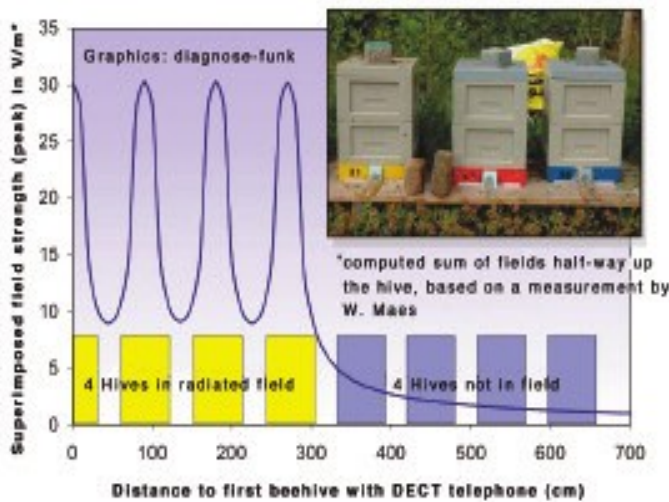 Superimposed field strength (peak) in V/m*
35
30
25
20
15
10
5
0
Graphics: diagnose-funk
*computed sum of fields half-way up
the hive, based on a measurement by
W. Maes
4 Hives in radiated field
4 Hives not in field
0 100 200 300 400 500 600 700
Distance to first beehive with DECT telephone (cm)